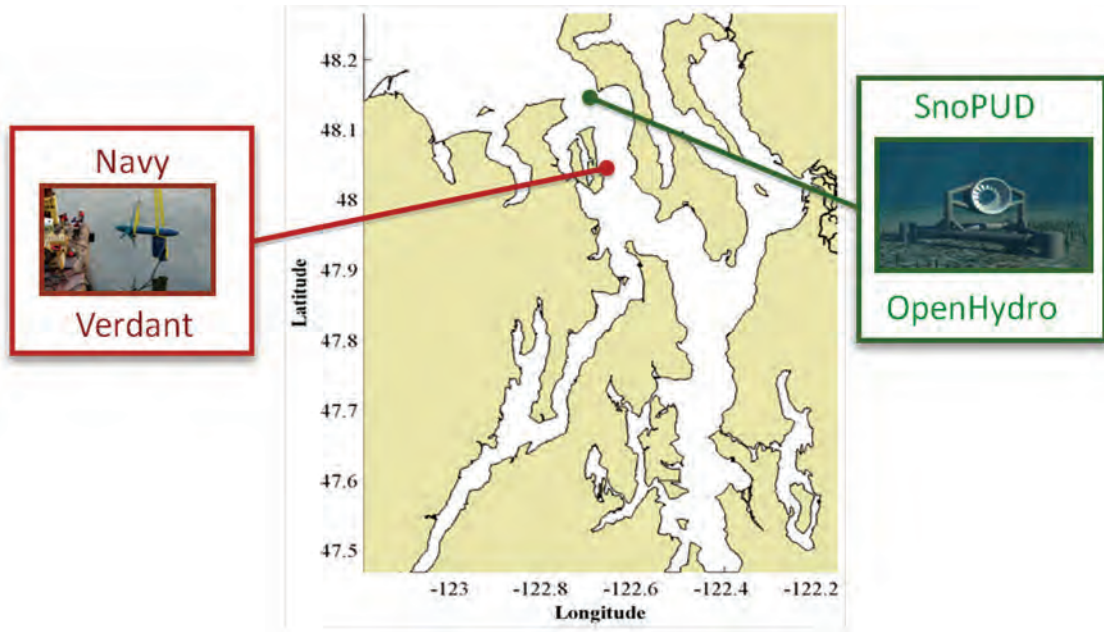 Navy
Verdant
SnoPUD
OpenHydro
Latitude
48.2
48.1
48
47.9
47.8
47.7
47.6
47.5
-123
-122.8
-122.6
-122.4
-122.2
Longitude